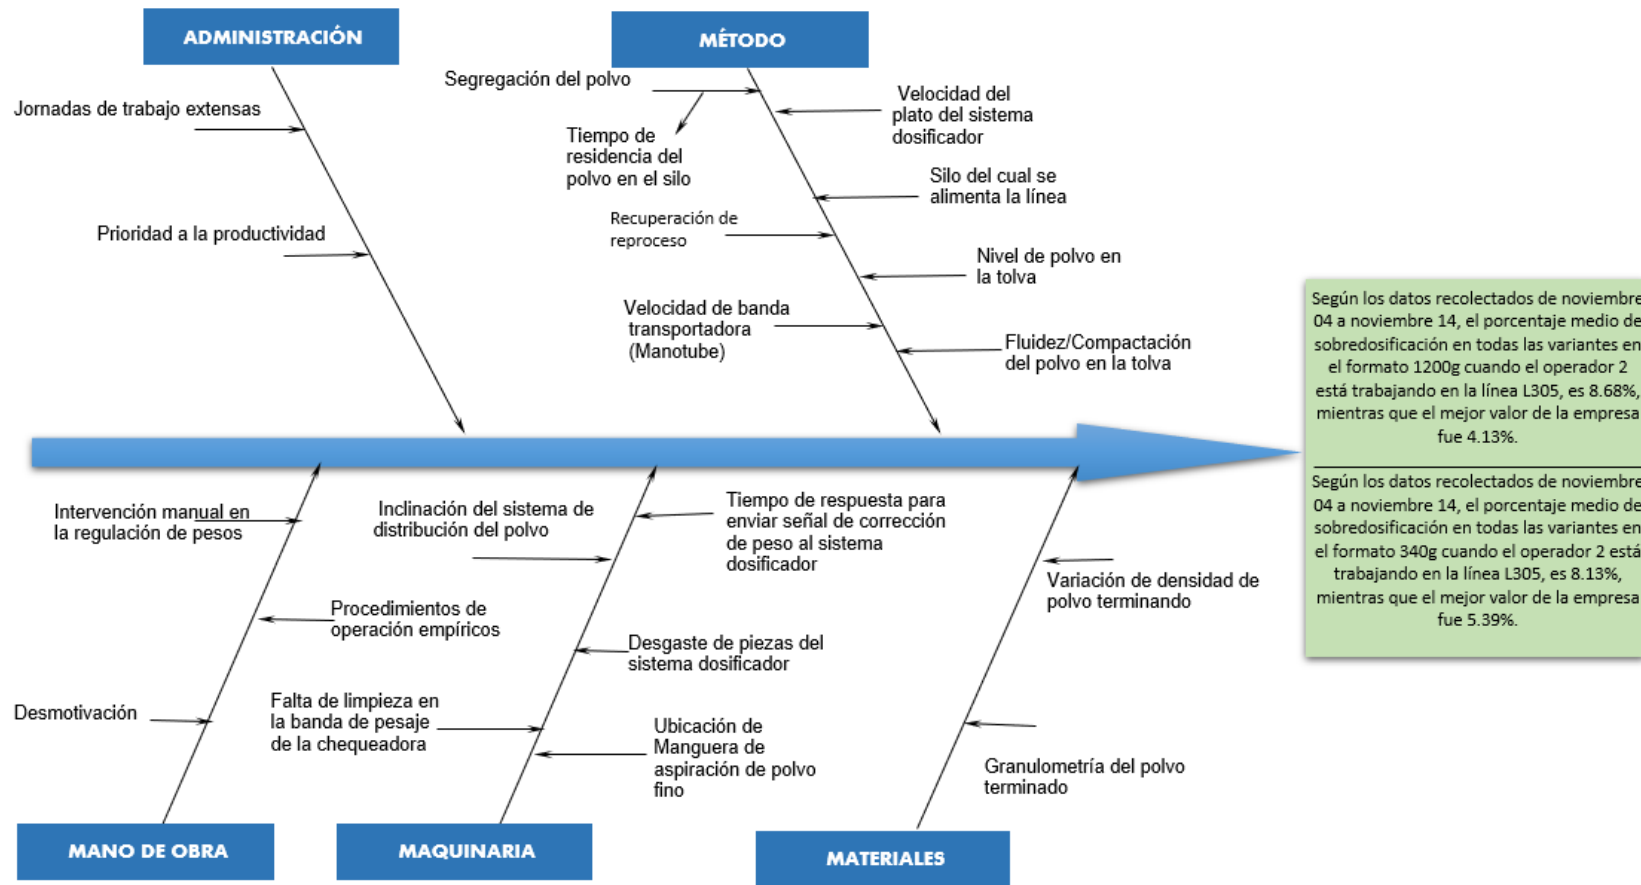 ADMINISTRACIÓN
MÉTODO
Segregación del polvo
Jornadas de trabajo extensas
Velocidad del
plato del sistema
dosificador
Tiempo de
residencia del
polvo en el silo
Silo del cual se
alimenta la línea
Recuperación de
reproceso
Prioridad a la productividad
Nivel de polvo en
la tolva
Velocidad de banda
transportadora
(Manotube)
Fluidez/Compactación
del polvo en la tolva
Según los datos recolectados de noviembre
04 a noviembre 14, el porcentaje medio de
sobredosificación en todas las variantes en
el formato 1200g cuando el operador 2
está trabajando en la línea L305, es 8.68%,
mientras que el mejor valor de la empresa
fue 4.13%.
Según los datos recolectados de noviembre
04 a noviembre 14, el porcentaje medio de
sobredosificación en todas las variantes en
el formato 340g cuando el operador 2 está
trabajando en la línea L305, es 8.13%,
mientras que el mejor valor de la empresa
fue 5.39%.
Intervención manual en
la regulación de pesos
Inclinación del sistema de
distribución del polvo
Tiempo de respuesta para
enviar señal de corrección
de peso al sistema
dosificador
Variación de densidad de
polvo terminando
Procedimientos de
operación empíricos
Desgaste de piezas del
sistema dosificador
Desmotivación
Falta de limpieza en
la banda de pesaje
de la chequeadora
Ubicación de
Manguera de
aspiración de polvo
fino
Granulometría del polvo
terminado
MANO DE OBRA
MAQUINARIA
MATERIALES